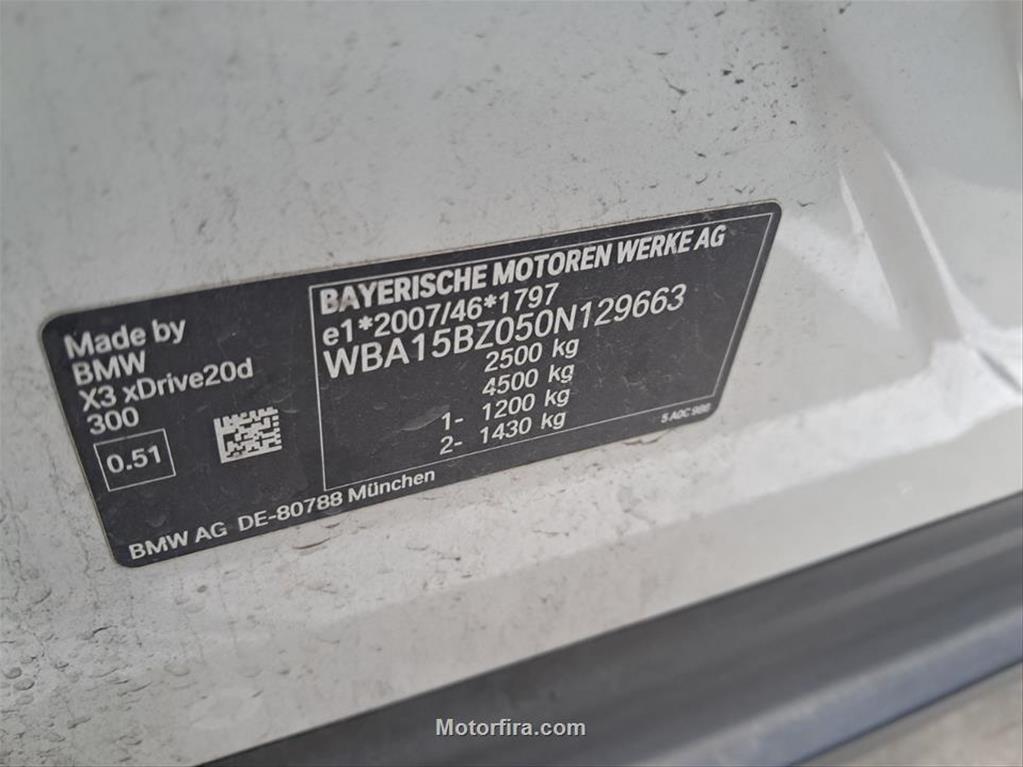 Made by
BMW
X3 xDrive20d
300
0.51
BAYERISCHE MOTOREN WERKE AG
e1*2007/46*1797
WBA15BZ050N129663
2500 kg
4500 kg
1- 1200 kg
2- 1430 kg
5 A0C 986
BMW AG DE-80788 München
Motorfira.com